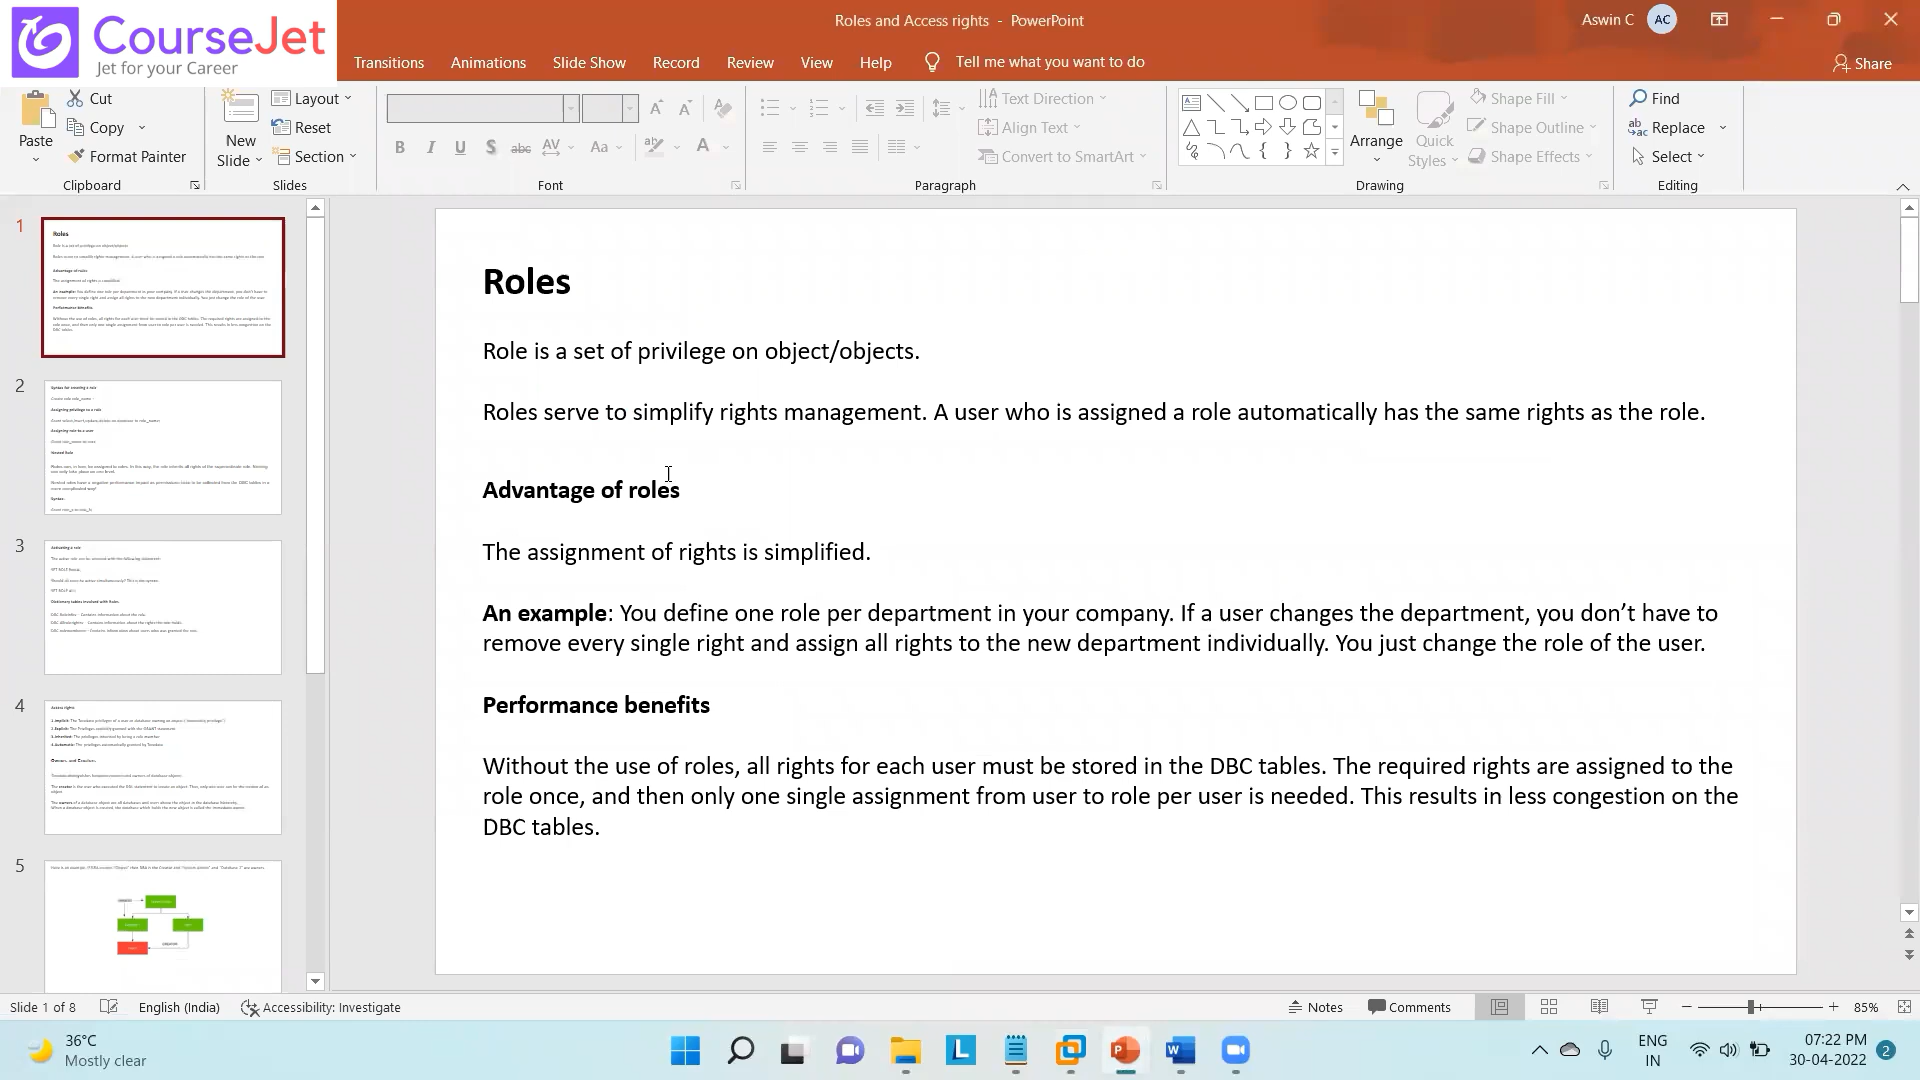 CourseJet
Jet for your Career
Roles and Access rights - PowerPoint
Aswin C
AC
Transitions
Animations
Slide Show
Record
Review
View
Help
Tell me what you want to do
Share
Paste
Cut
Copy
Format Painter
Clipboard
New
Slide
Layout
Reset
Section
Slides
Font
Text Direction
Align Text
Convert to SmartArt
Paragraph
Arrange
Quick
Styles
Shape Fill
Shape Outline
Shape Effects
Drawing
Find
Replace
Select
Editing
1
2
3
4
5
Roles
Role is a set of privilege on object/objects.
Roles serve to simplify rights management. A user who is assigned a role automatically has the same rights as the role.
Advantage of roles
The assignment of rights is simplified.
An example: You define one role per department in your company. If a user changes the department, you don’t have to
remove every single right and assign all rights to the new department individually. You just change the role of the user.
Performance benefits
Without the use of roles, all rights for each user must be stored in the DBC tables. The required rights are assigned to the
role once, and then only one single assignment from user to role per user is needed. This results in less congestion on the
DBC tables.
Slide 1 of 8
English (India)
Accessibility: Investigate
Notes
Comments
85%
36°C
Mostly clear
ENG
IN
07:22 PM
30-04-2022
2